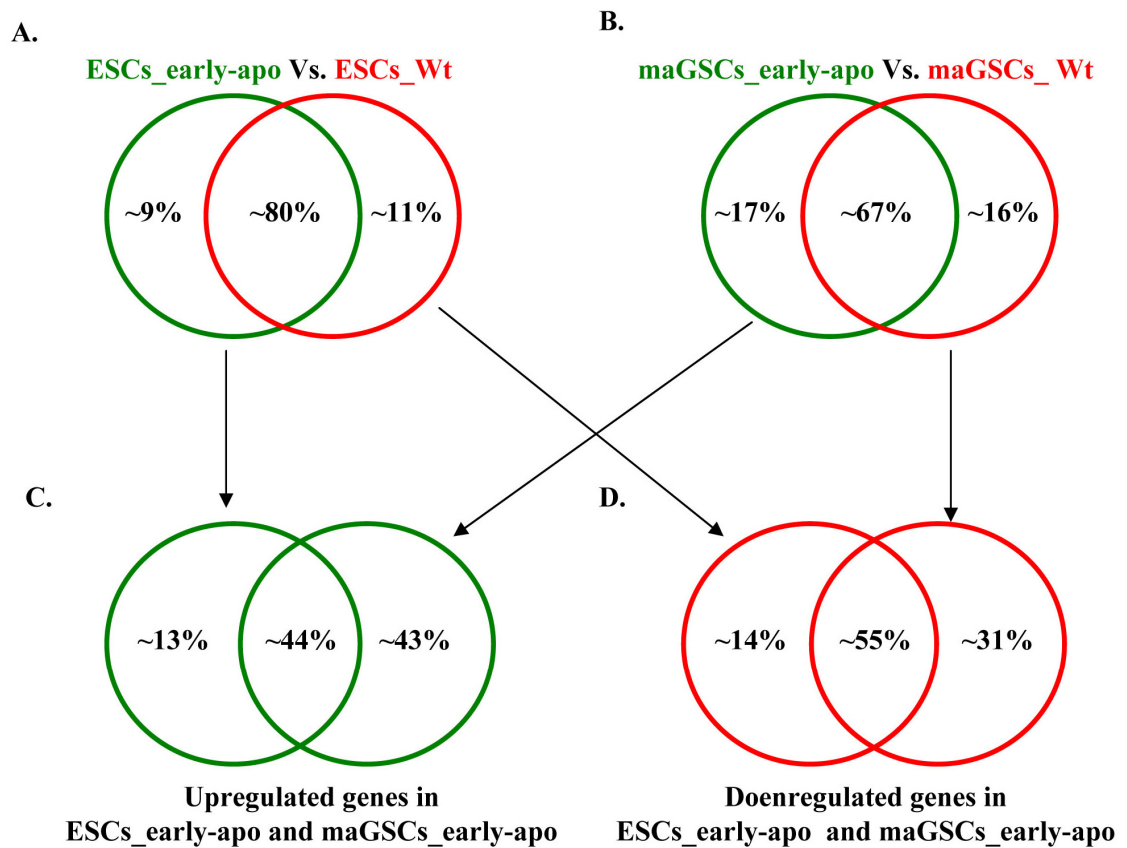 A.
ESCs_early-apo Vs. ESCs_Wt
~9%
~80%
~11%
B.
maGSCs_early-apo Vs. maGSCs_ Wt
~17%
~67%
~16%
C.
~13%
~44%
~43%
Upregulated genes in
ESCs_early-apo and maGSCs_early-apo
D.
~14%
~55%
~31%
Doenregulated genes in
ESCs_early-apo and maGSCs_early-apo